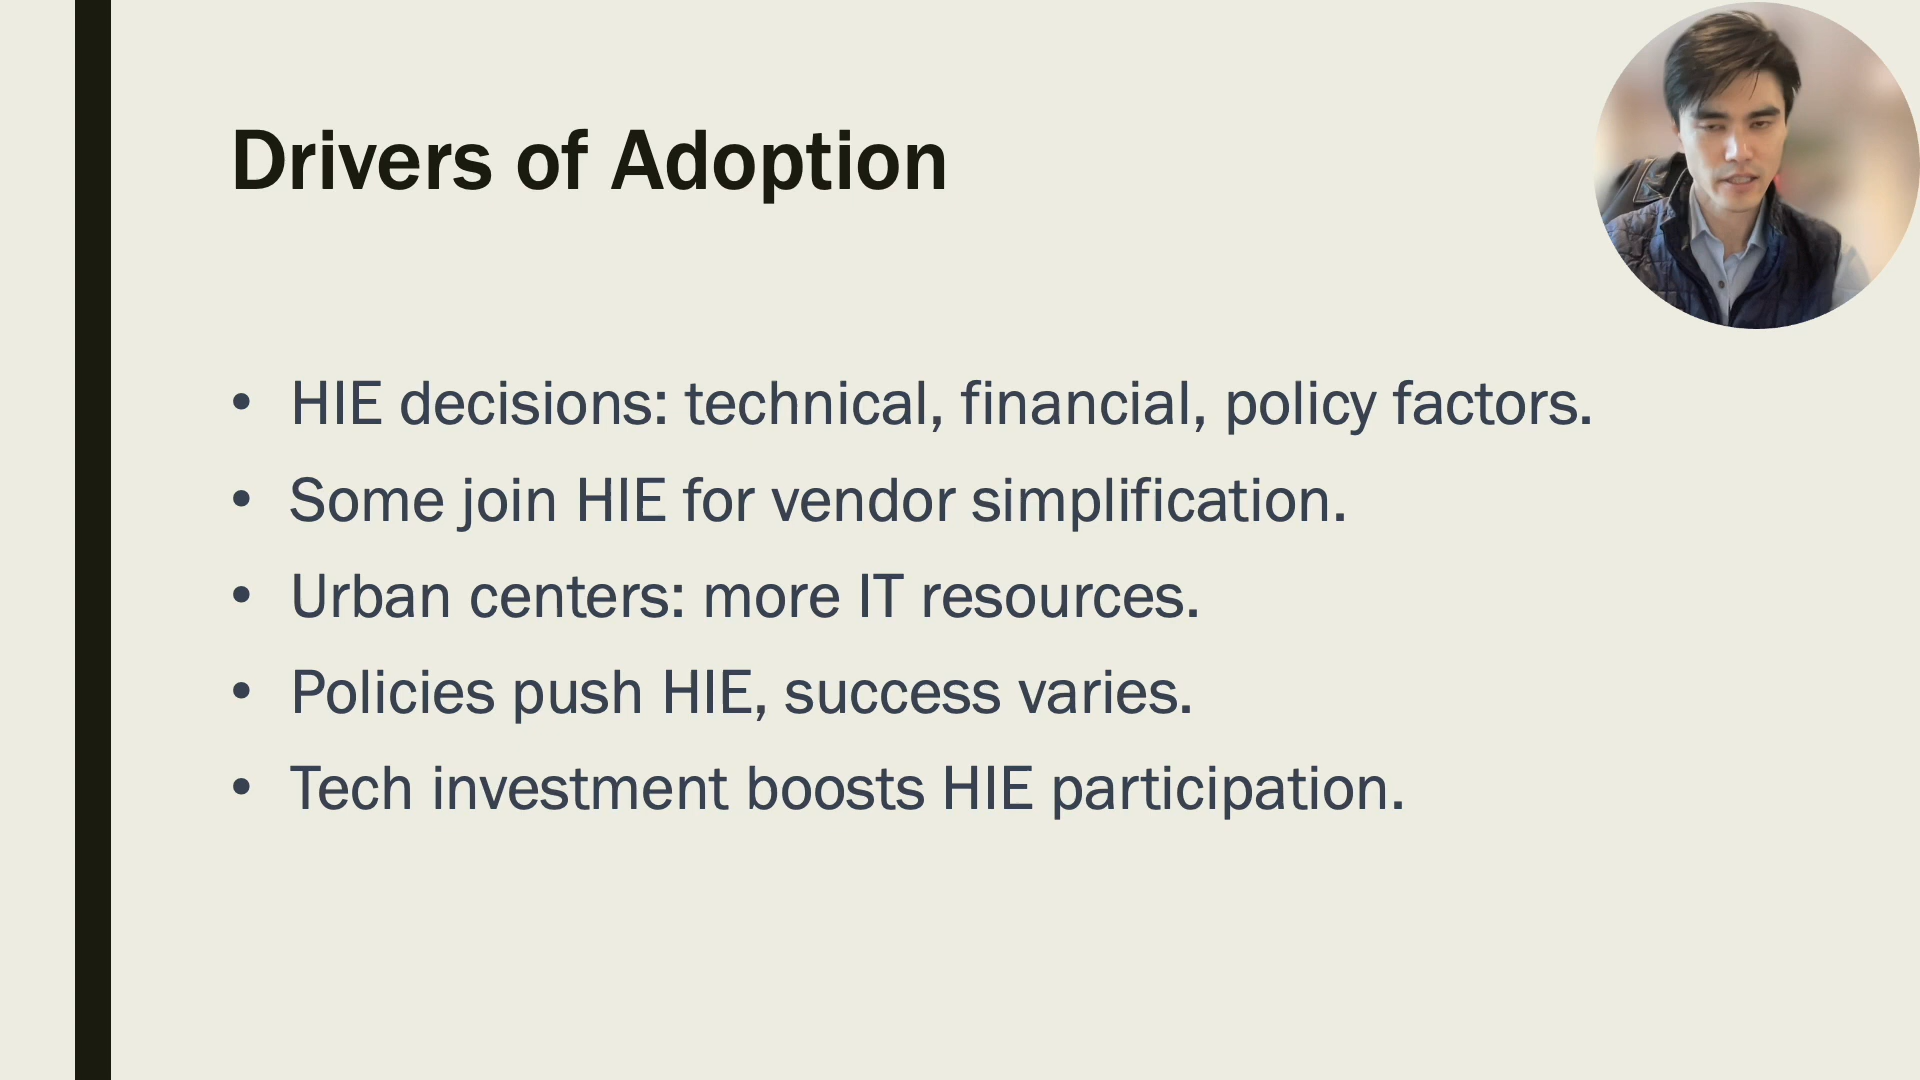 Drivers of Adoption
• HIE decisions: technical, financial, policy factors.
• Some join HIE for vendor simplification.
• Urban centers: more IT resources.
• Policies push HIE, success varies.
• Tech investment boosts HIE participation.